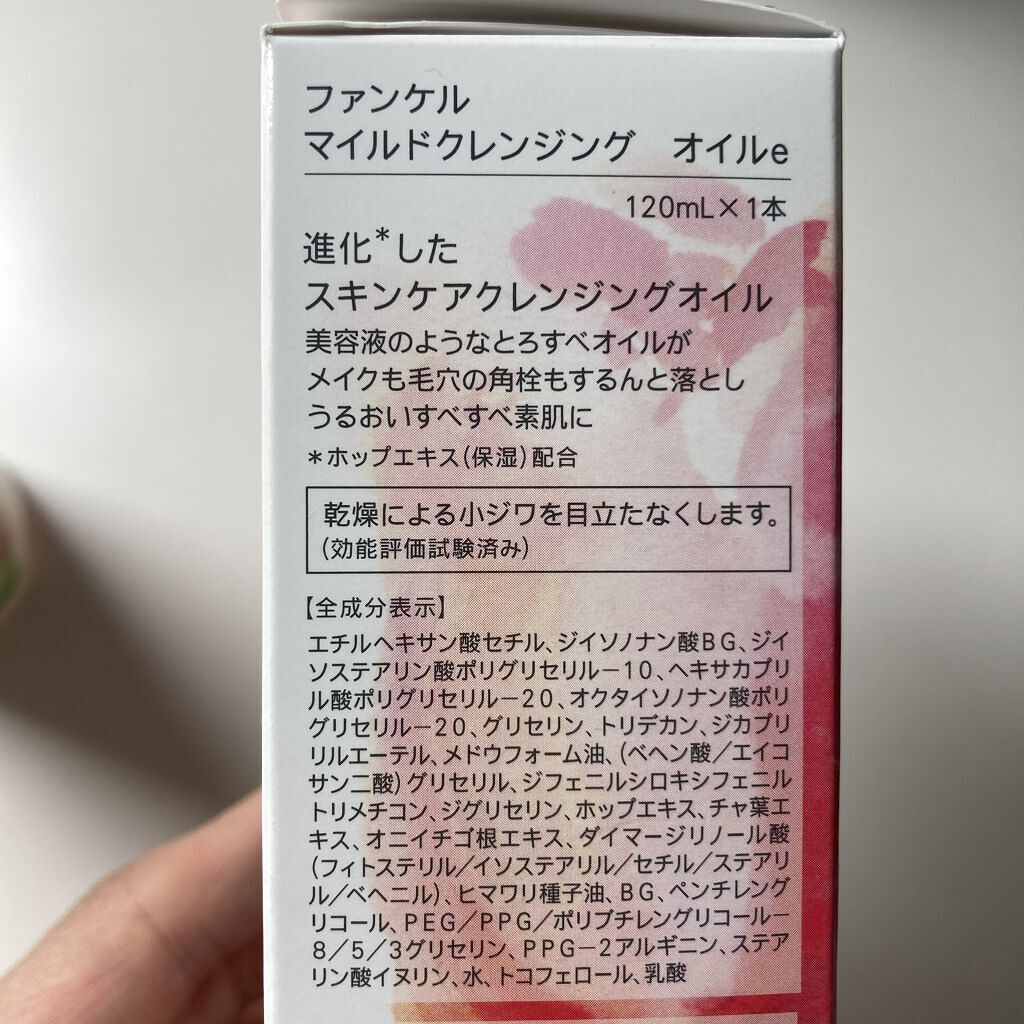 ファンケル
マイルドクレンジング　オイルe
120mL×1本
進化*した
スキンケアクレンジングオイル
美容液のようなとろすべオイルが
メイクも毛穴の角栓もするんと落とし
うるおいすべすべ素肌に
*ホップエキス(保湿)配合
乾燥による小ジワを目立たなくします。
(効能評価試験済み)
【全成分表示】
エチルヘキサン酸セチル、ジイソノナン酸BG、ジイ
ソステアリン酸ポリグリセリル－10、ヘキサカプリ
ル酸ポリグリセリル－20、オクタイソノナン酸ポリ
グリセリル－20、グリセリン、トリデカン、ジカプリ
リルエーテル、メドウフォーム油、(ベヘン酸／エイコ
サン二酸)グリセリル、ジフェニルシロキシフェニル
トリメチコン、ジグリセリン、ホップエキス、チャ葉エ
キス、オニイチゴ根エキス、ダイマージリノール酸
(フィトステリル／イソステアリル／セチル／ステアリ
ル／ベヘニル)、ヒマワリ種子油、BG、ペンチレング
リコール、PEG／PPG／ポリブチレングリコール－
8／5／3グリセリン、PPG－2アルギニン、ステア
リン酸イヌリン、水、トコフェロール、乳酸